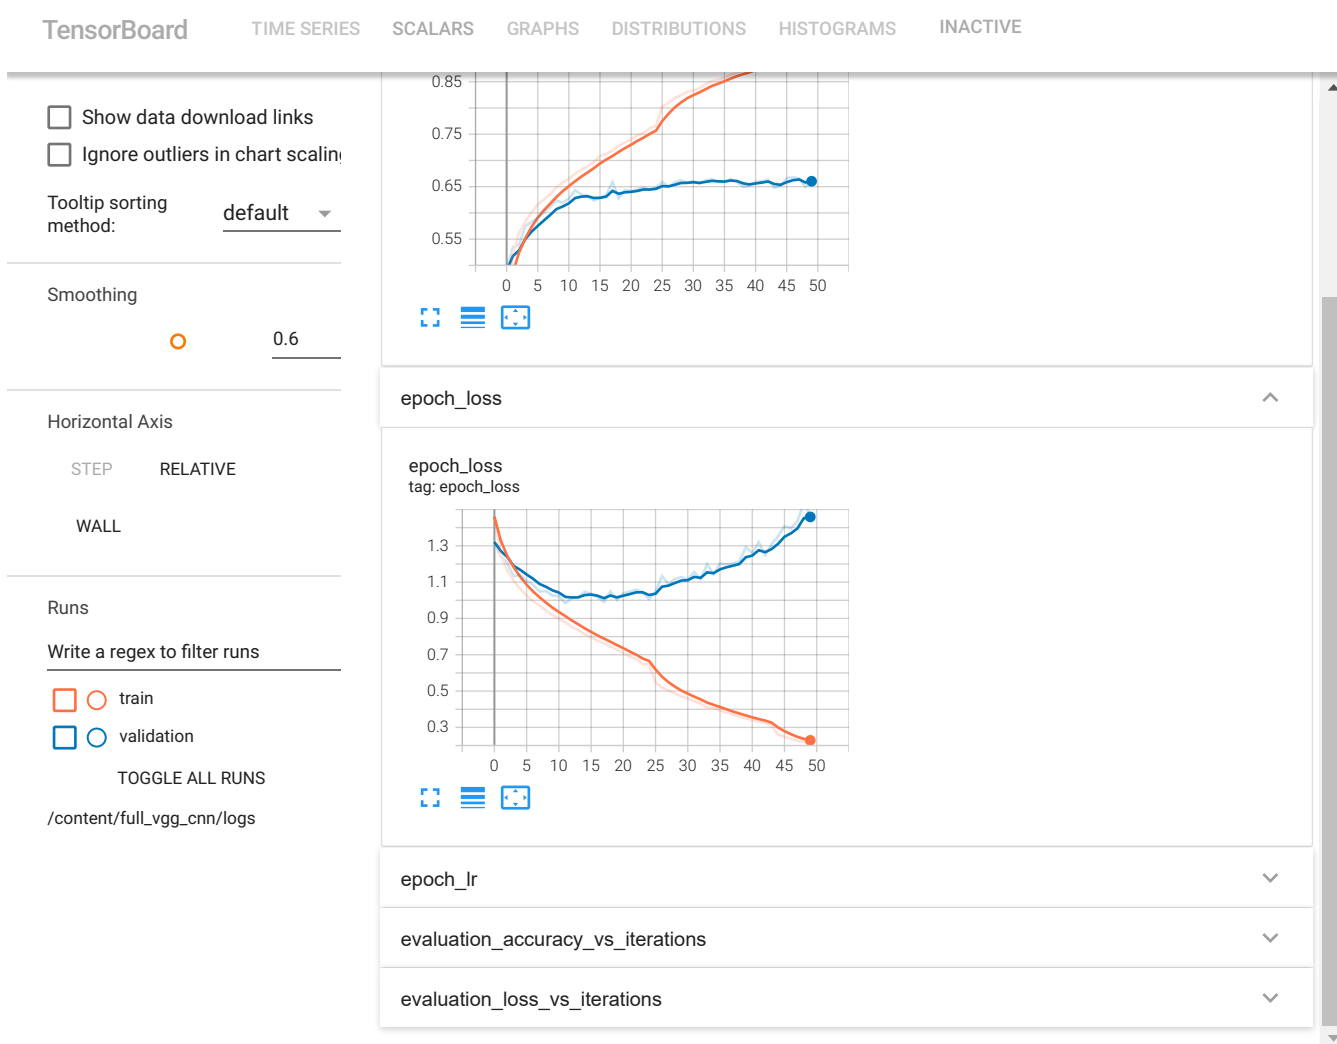 TensorBoard TIME SERIES SCALARS GRAPHS DISTRIBUTIONS HISTOGRAMS INACTIVE
Show data download links
Ignore outliers in chart scaling
Tooltip sorting
method:
default
Smoothing
0.6
Horizontal Axis
STEP RELATIVE
WALL
Runs
Write a regex to filter runs
train
validation
TOGGLE ALL RUNS
/content/full_vgg_cnn/logs
0.85
0.75
0.65
0.55
0 5 10 15 20 25 30 35 40 45 50
epoch_loss
epoch_loss
tag: epoch_loss
1.3
1.1
0.9
0.7
0.5
0.3
0 5 10 15 20 25 30 35 40 45 50
epoch_lr
evaluation_accuracy_vs_iterations
evaluation_loss_vs_iterations